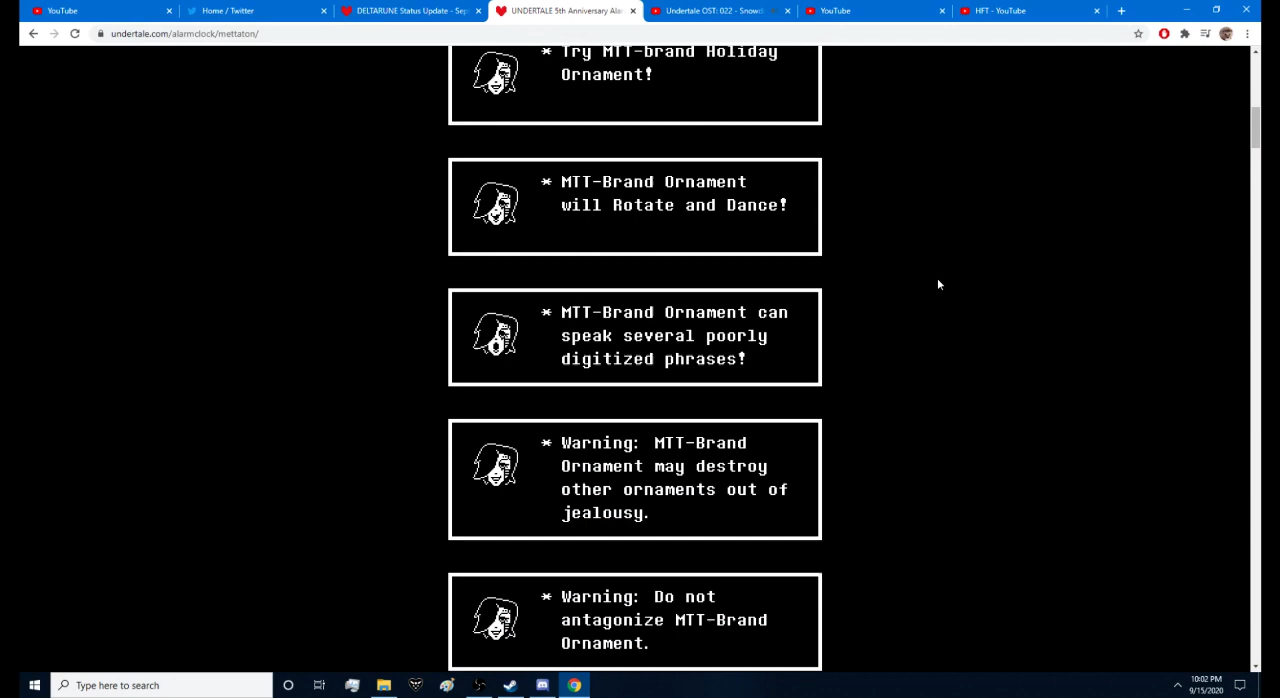 YouTube
Home / Twitter
DELTARUNE Status Update - Sep
UNDERTALE 5th Anniversary Ala
Undertale OST: 022 - Snowd
YouTube
HFT - YouTube
undertale.com/alarmclock/mettaton/
* Try MTT-brand Holiday
Ornament!
* MTT-Brand Ornament
will Rotate and Dance!
* MTT-Brand Ornament can
speak several poorly
digitized phrases!
* Warning: MTT-Brand
Ornament may destroy
other ornaments out of
jealousy.
* Warning: Do not
antagonize MTT-Brand
Ornament.
Type here to search
10:02 PM
9/15/2020